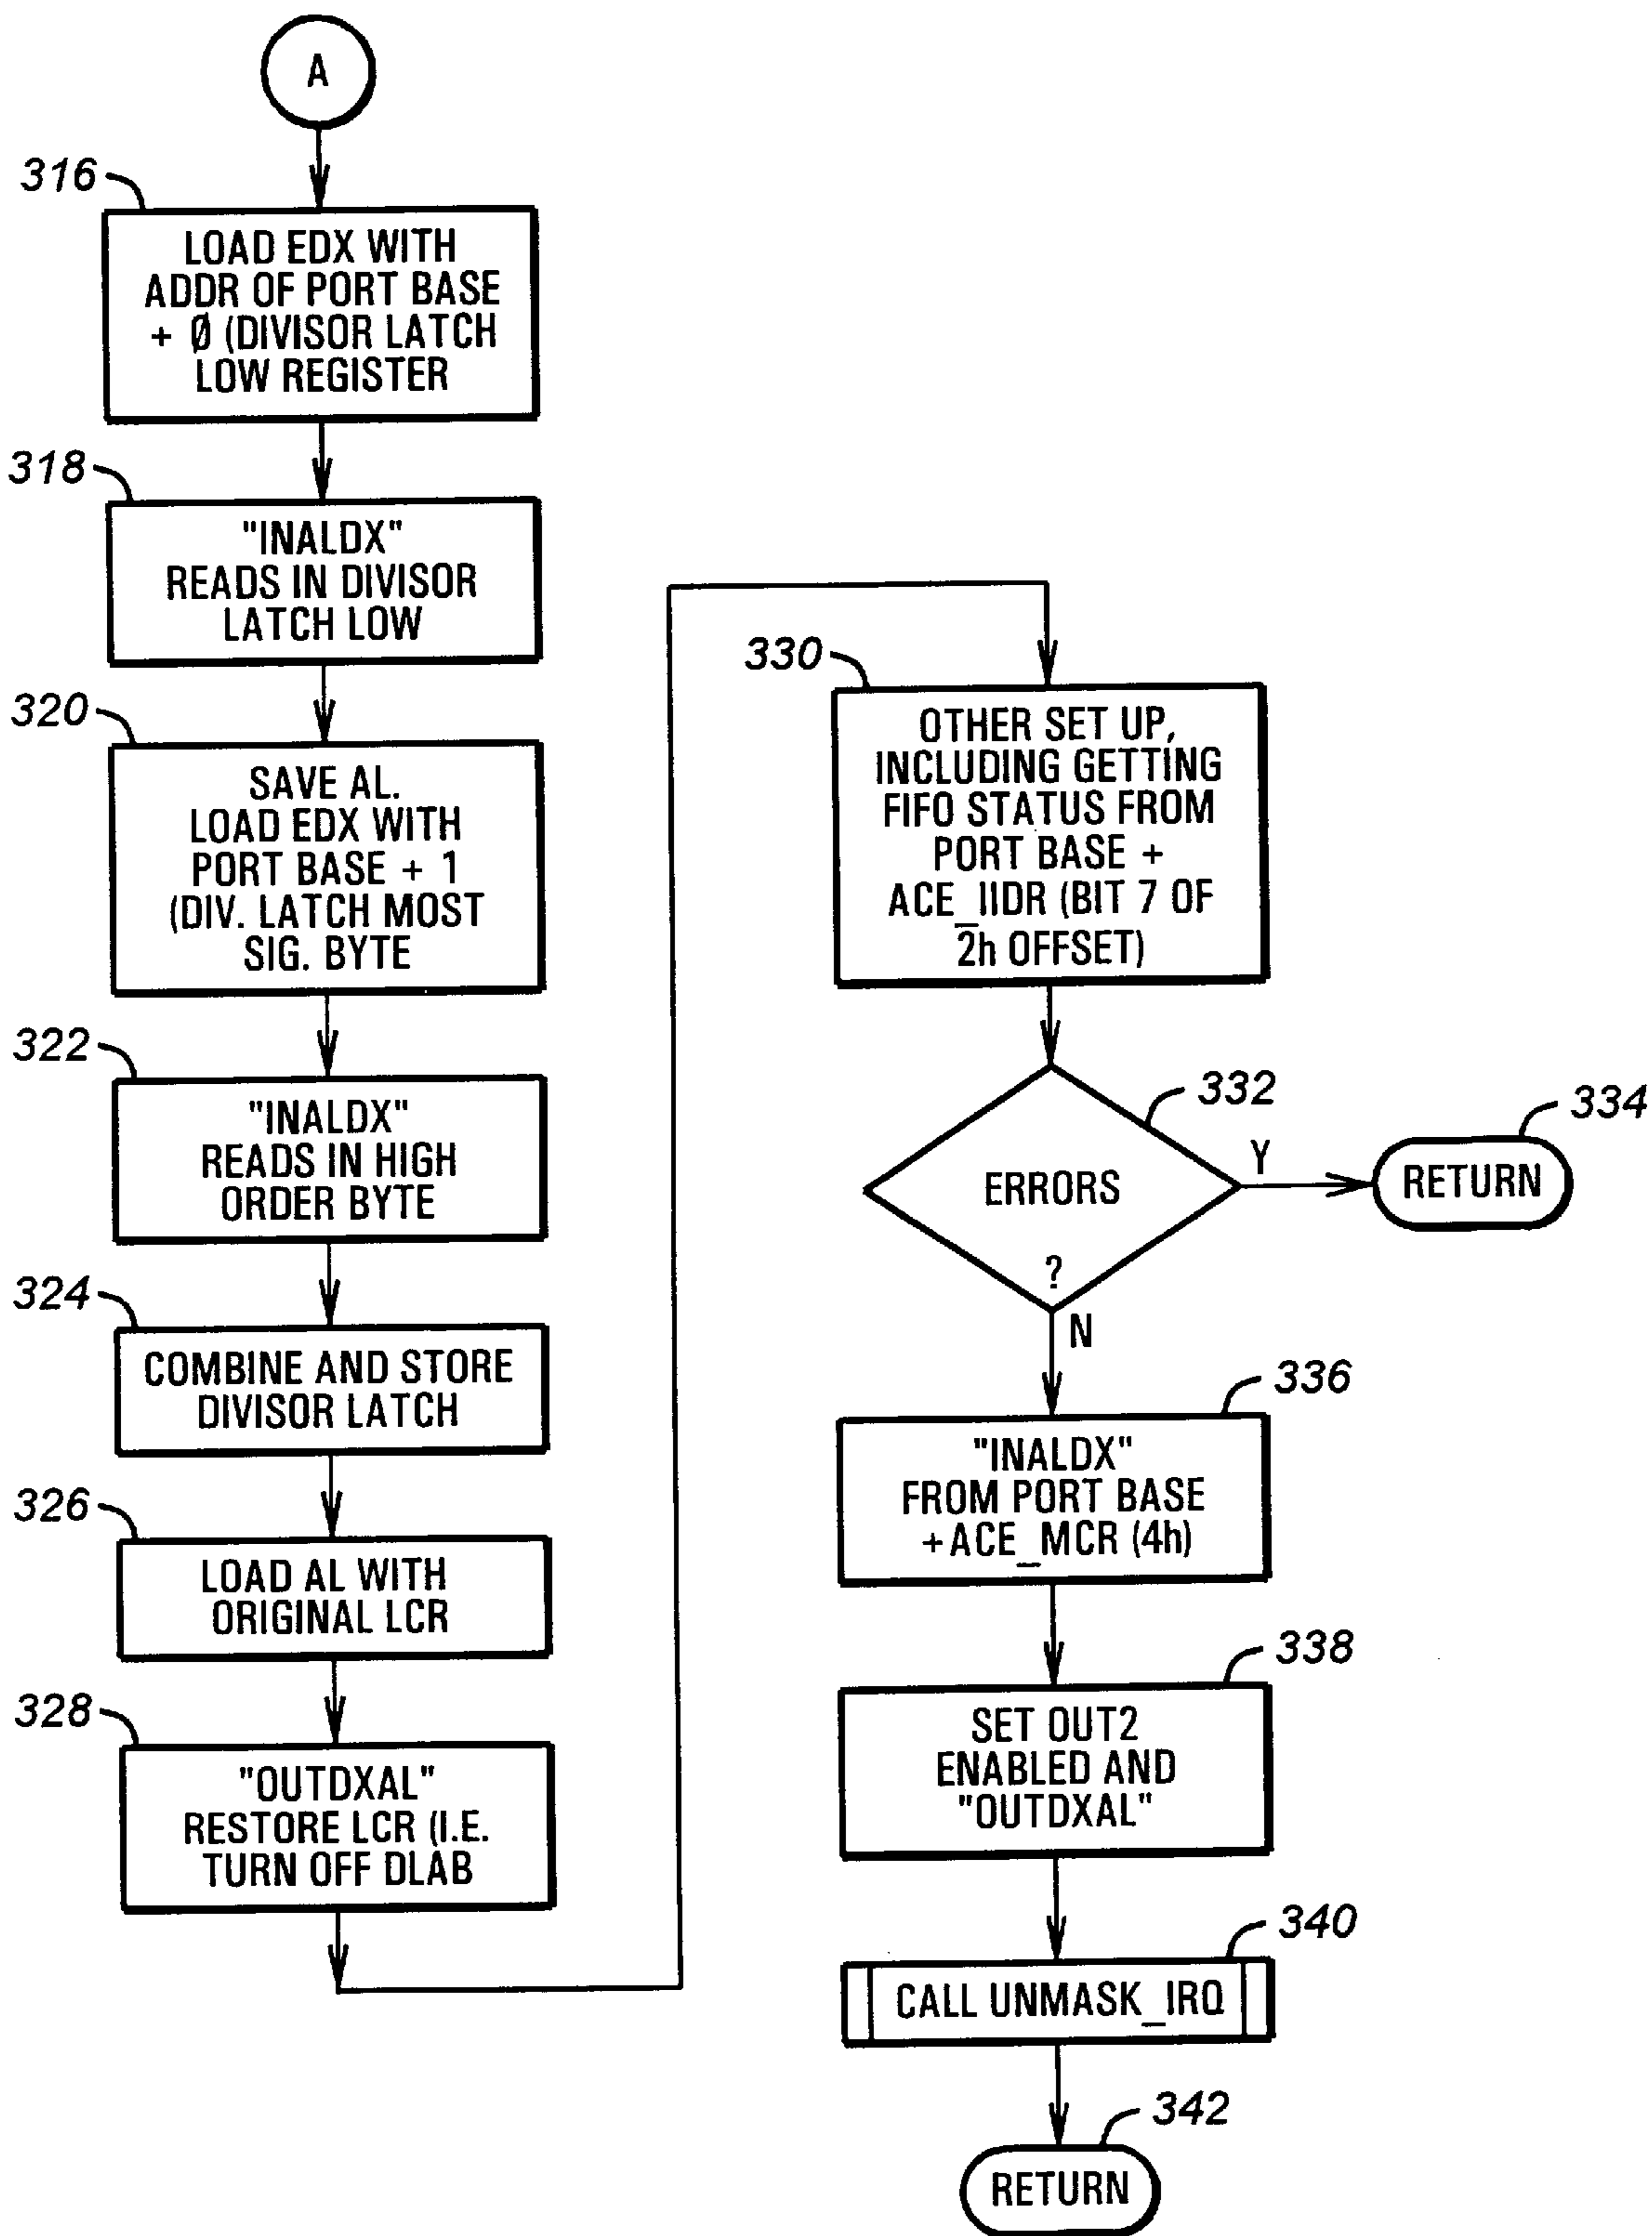 A
316
LOAD EDX WITH
ADDR OF PORT BASE
+ Ø (DIVISOR LATCH
LOW REGISTER
318
"INALDX"
READS IN DIVISOR
LATCH LOW
320
SAVE AL.
LOAD EDX WITH
PORT BASE + 1
(DIV. LATCH MOST
SIG. BYTE
322
"INALDX"
READS IN HIGH
ORDER BYTE
324
COMBINE AND STORE
DIVISOR LATCH
326
LOAD AL WITH
ORIGINAL LCR
328
"OUTDXAL"
RESTORE LCR (I.E.
TURN OFF DLAB
330
OTHER SET UP,
INCLUDING GETTING
FIFO STATUS FROM
PORT BASE +
ACE_IIDR (BIT 7 OF
2h OFFSET)
332
ERRORS
?
Y
334
RETURN
N
336
"INALDX"
FROM PORT BASE
+ACE_MCR (4h)
338
SET OUT2
ENABLED AND
"OUTDXAL"
340
CALL UNMASK_IRQ
342
RETURN